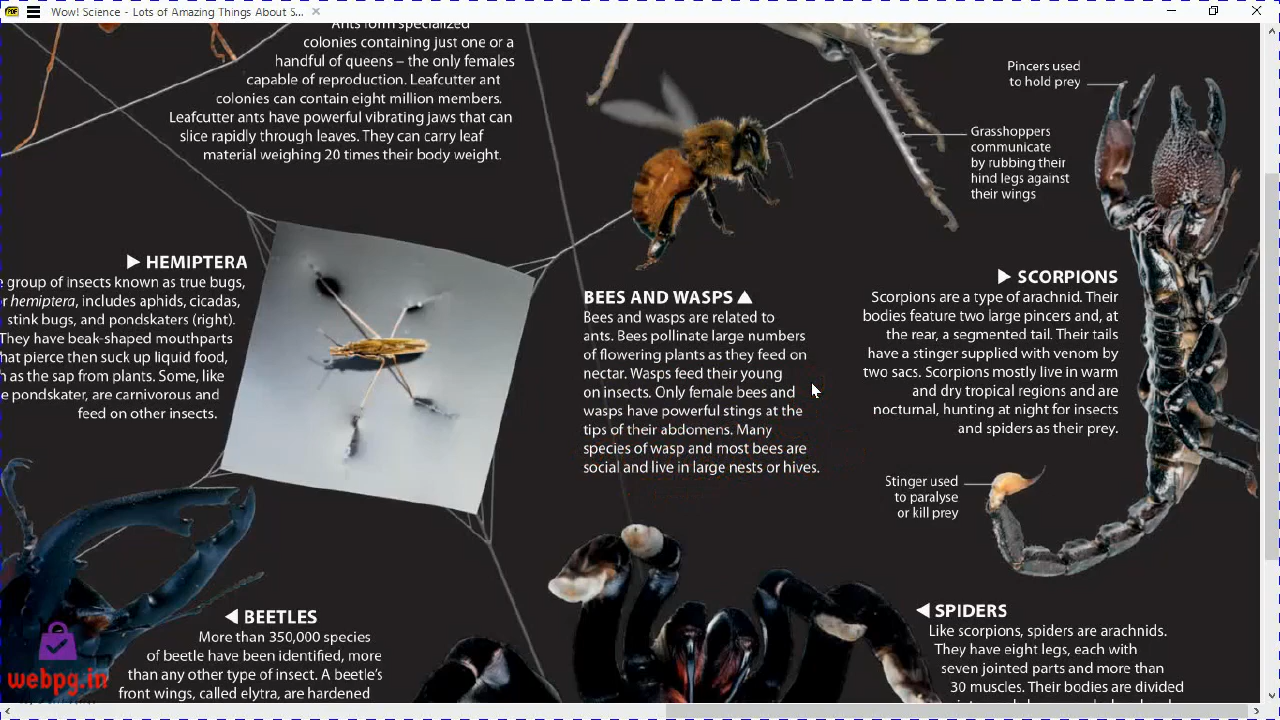 Wow! Science - Lots of Amazing Things About S...
Ants form specialized
colonies containing just one or a
handful of queens – the only females
capable of reproduction. Leafcutter ant
colonies can contain eight million members.
Leafcutter ants have powerful vibrating jaws that can
slice rapidly through leaves. They can carry leaf
material weighing 20 times their body weight.
Pincers used
to hold prey
Grasshoppers
communicate
by rubbing their
hind legs against
their wings
▶ HEMIPTERA
group of insects known as true bugs,
hemiptera, includes aphids, cicadas,
stink bugs, and pondskaters (right).
They have beak-shaped mouthparts
hat pierce then suck up liquid food,
as the sap from plants. Some, like
e pondskater, are carnivorous and
feed on other insects.
BEES AND WASPS ▲
Bees and wasps are related to
ants. Bees pollinate large numbers
of flowering plants as they feed on
nectar. Wasps feed their young
on insects. Only female bees and
wasps have powerful stings at the
tips of their abdomens. Many
species of wasp and most bees are
social and live in large nests or hives.
▶ SCORPIONS
Scorpions are a type of arachnid. Their
bodies feature two large pincers and, at
the rear, a segmented tail. Their tails
have a stinger supplied with venom by
two sacs. Scorpions mostly live in warm
and dry tropical regions and are
nocturnal, hunting at night for insects
and spiders as their prey.
Stinger used
to paralyse
or kill prey
◀ BEETLES
More than 350,000 species
of beetle have been identified, more
than any other type of insect. A beetle's
front wings, called elytra, are hardened
◀ SPIDERS
Like scorpions, spiders are arachnids.
They have eight legs, each with
seven jointed parts and more than
30 muscles. Their bodies are divided
webpg.in